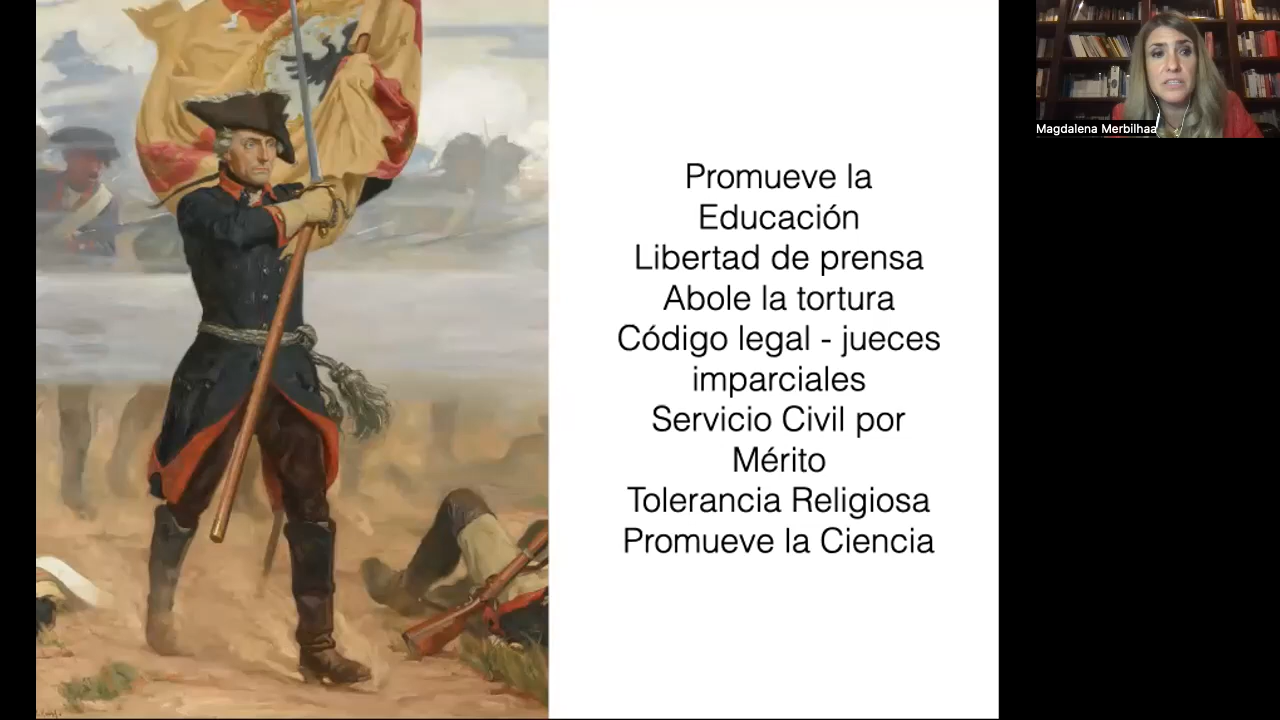 Promueve la
Educación
Libertad de prensa
Abole la tortura
Código legal - jueces
imparciales
Servicio Civil por
Mérito
Tolerancia Religiosa
Promueve la Ciencia
Magdalena Merbilhaa